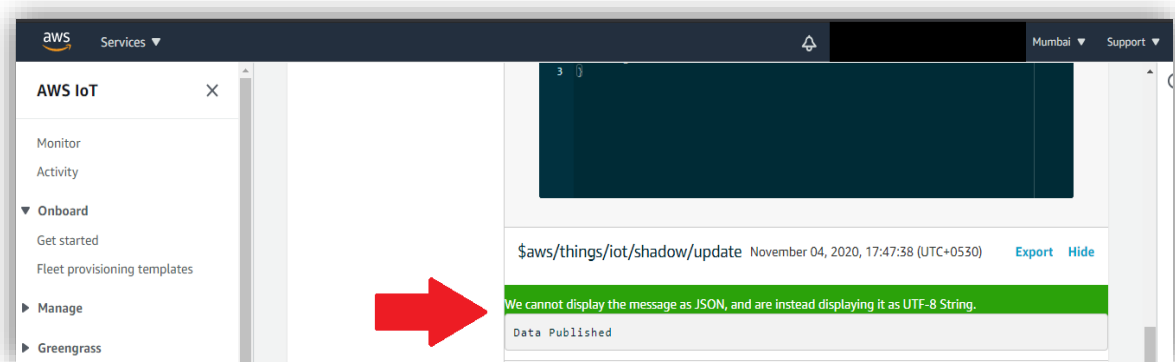 aws Services ▼ Mumbai ▼ Support ▼
AWS IoT ×
Monitor
Activity
▼ Onboard
Get started
Fleet provisioning templates
▶ Manage
▶ Greengrass
3 }
$aws/things/iot/shadow/update November 04, 2020, 17:47:38 (UTC+0530) Export Hide
We cannot display the message as JSON, and are instead displaying it as UTF-8 String.
Data Published